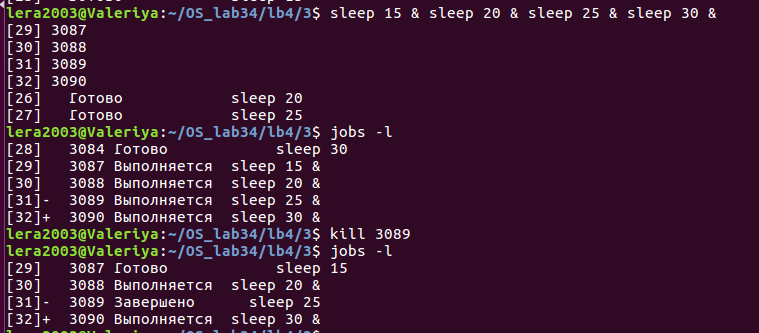 lera2003@Valeriya:~/OS_lab34/lb4/3$ sleep 15 & sleep 20 & sleep 25 & sleep 30 &
[29] 3087
[30] 3088
[31] 3089
[32] 3090
[26]   Готово            sleep 20
[27]   Готово            sleep 25
lera2003@Valeriya:~/OS_lab34/lb4/3$ jobs -l
[28]   3084 Готово            sleep 30
[29]   3087 Выполняется  sleep 15 &
[30]   3088 Выполняется  sleep 20 &
[31]-  3089 Выполняется  sleep 25 &
[32]+  3090 Выполняется  sleep 30 &
lera2003@Valeriya:~/OS_lab34/lb4/3$ kill 3089
lera2003@Valeriya:~/OS_lab34/lb4/3$ jobs -l
[29]   3087 Готово            sleep 15
[30]   3088 Выполняется  sleep 20 &
[31]-  3089 Завершено      sleep 25
[32]+  3090 Выполняется  sleep 30 &